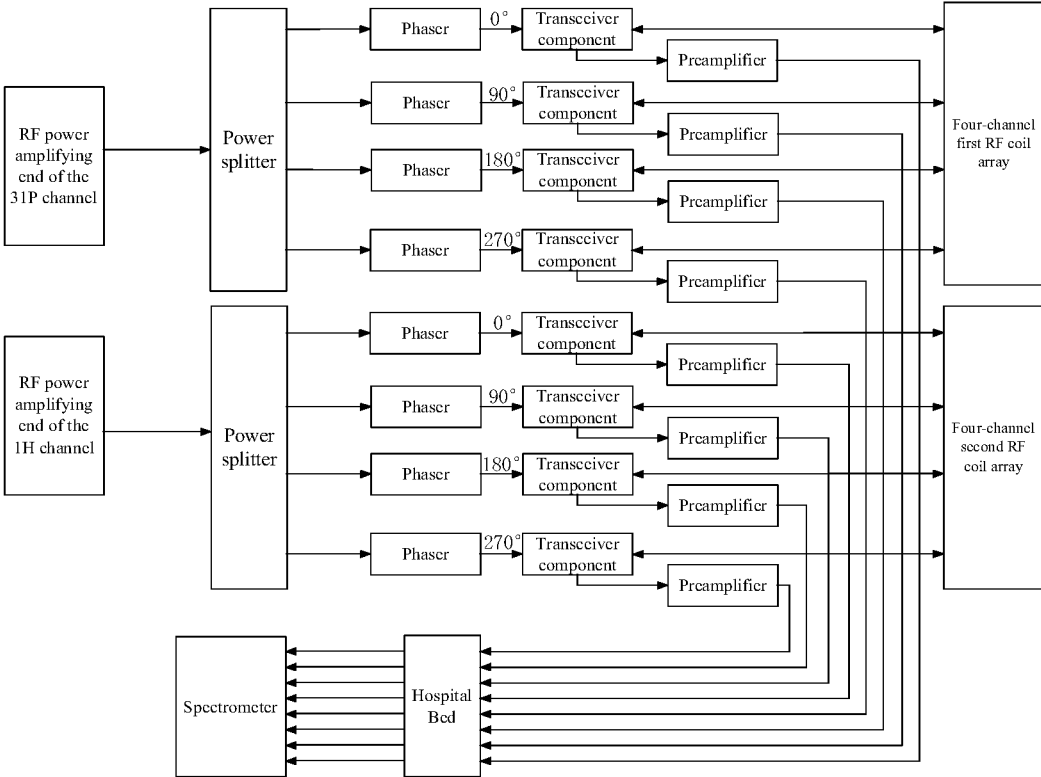 Phaser
0°
Transceiver
component
Preamplifier
Phaser
90°
Transceiver
component
Preamplifier
RF power
amplifying
end of the
31P channel
Power
splitter
Four-channel
first RF coil
array
Phaser
180°
Transceiver
component
Preamplifier
Phaser
270°
Transceiver
component
Preamplifier
Phaser
0°
Transceiver
component
Preamplifier
RF power
amplifying
end of the
1H channel
Phaser
90°
Transceiver
component
Preamplifier
Power
splitter
Four-channel
second RF
coil array
Phaser
180°
Transceiver
component
Preamplifier
Phaser
270°
Transceiver
component
Preamplifier
Spectrometer
Hospital
Bed